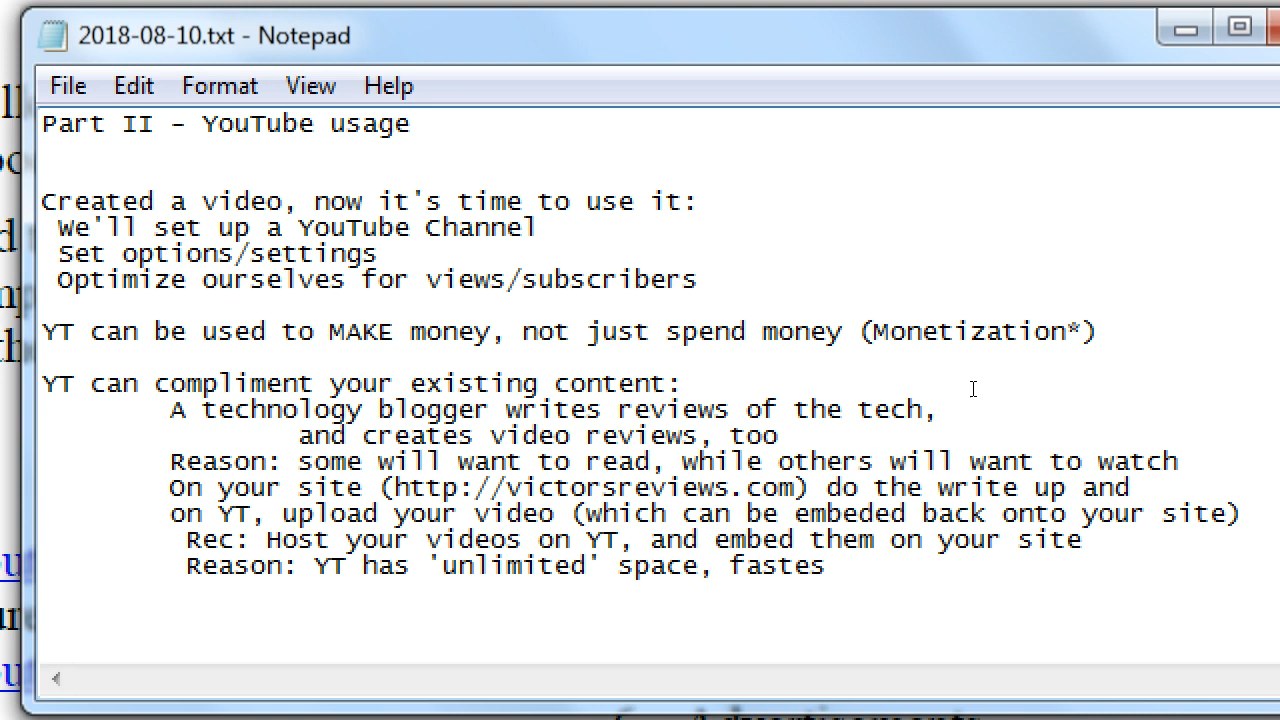 2018-08-10.txt - Notepad
File Edit Format View Help
Part II - YouTube usage
Created a video, now it's time to use it:
We'll set up a YouTube Channel
Set options/settings
Optimize ourselves for views/subscribers
YT can be used to MAKE money, not just spend money (Monetization*)
YT can compliment your existing content:
A technology blogger writes reviews of the tech,
and creates video reviews, too
Reason: some will want to read, while others will want to watch
On your site (http://victorsreviews.com) do the write up and
on YT, upload your video (which can be embeded back onto your site)
Rec: Host your videos on YT, and embed them on your site
Reason: YT has 'unlimited' space, fastes